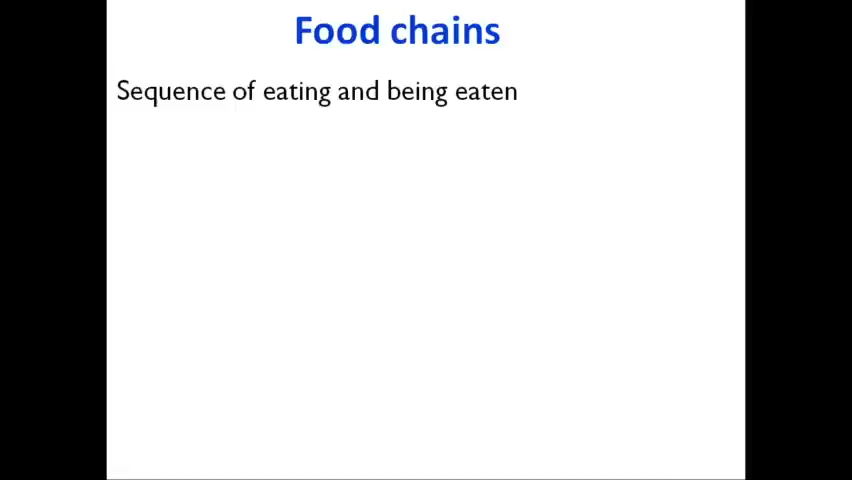 Food chains
Sequence of eating and being eaten